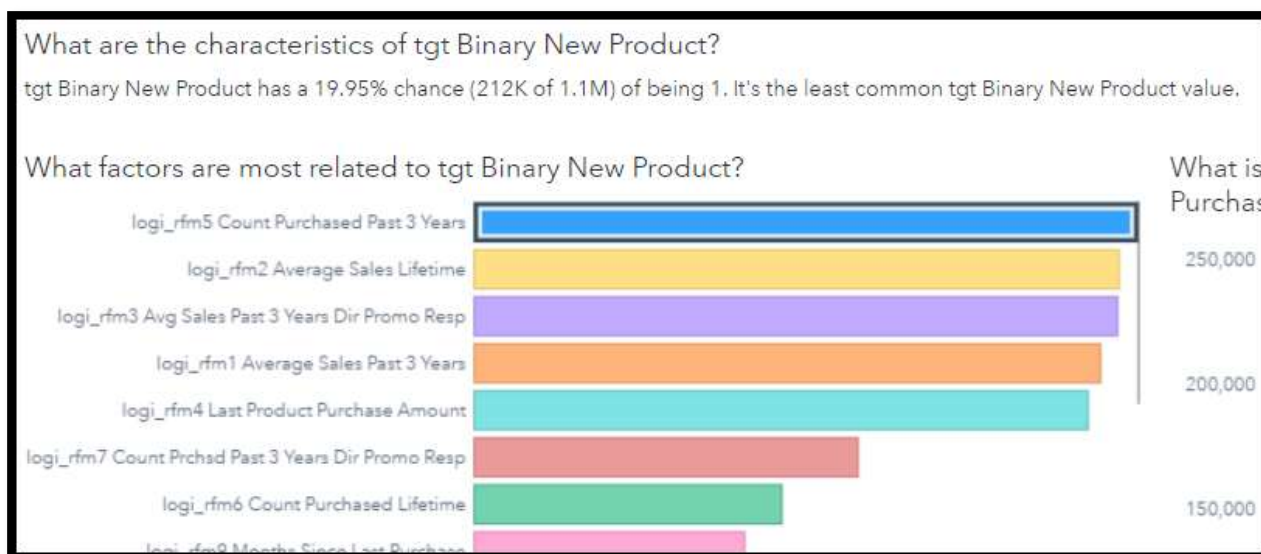 What are the characteristics of tgt Binary New Product?
tgt Binary New Product has a 19.95% chance (212K of 1.1M) of being 1. It's the least common tgt Binary New Product value.
What factors are most related to tgt Binary New Product?
logi_rfm5 Count Purchased Past 3 Years
logi_rfm2 Average Sales Lifetime
logi_rfm3 Avg Sales Past 3 Years Dir Promo Resp
logi_rfm1 Average Sales Past 3 Years
logi_rfm4 Last Product Purchase Amount
logi_rfm7 Count Prchsd Past 3 Years Dir Promo Resp
logi_rfm6 Count Purchased Lifetime
logi_rfm9 Months Since Last Purchase
What is
Purchas
250,000
200,000
150,000